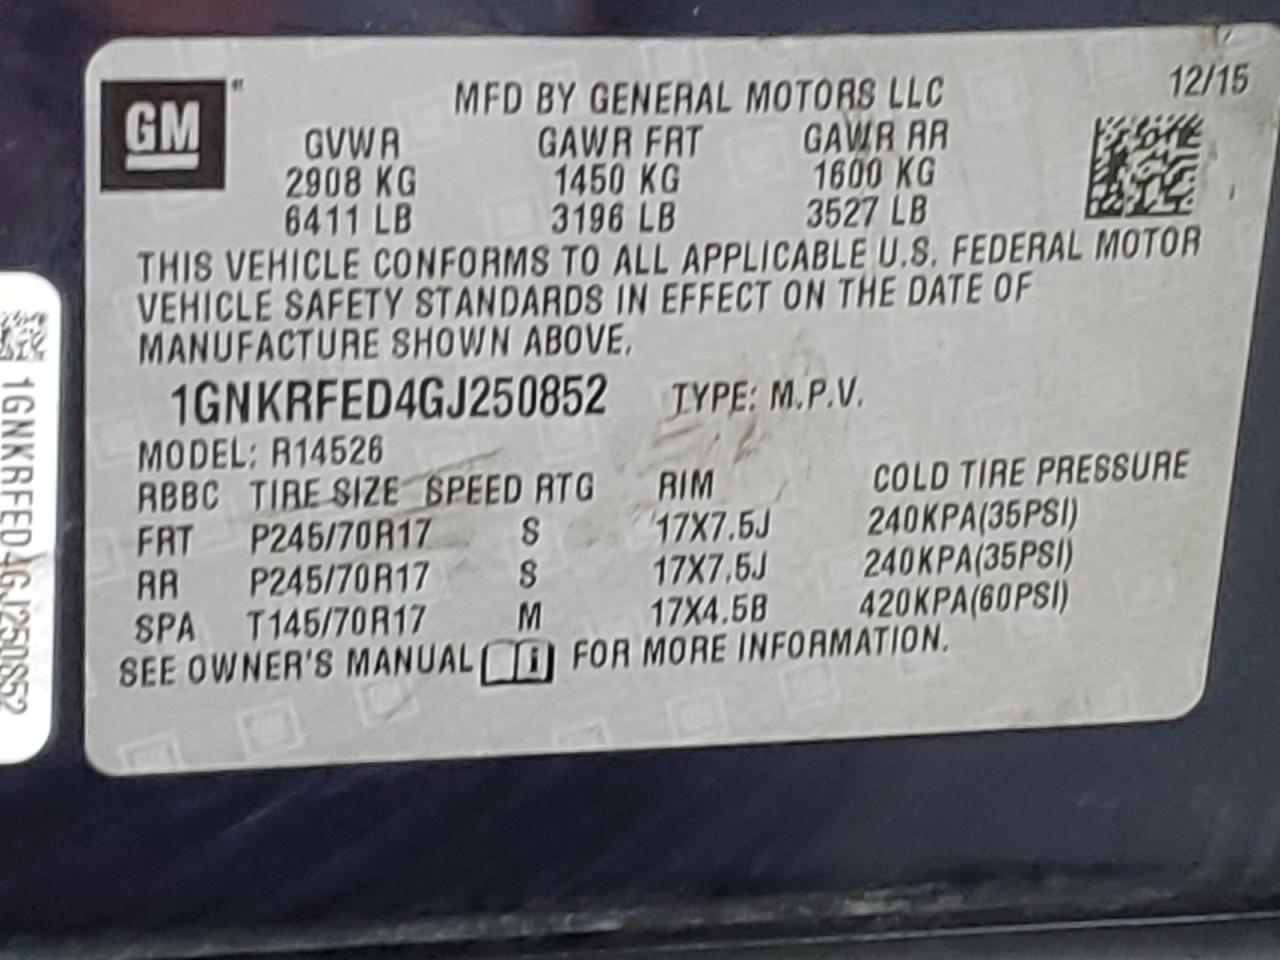 GM
MFD BY GENERAL MOTORS LLC
12/15
GVWR GAWR FRT GAWR RR
2908 KG 1450 KG 1600 KG
6411 LB 3196 LB 3527 LB
THIS VEHICLE CONFORMS TO ALL APPLICABLE U.S. FEDERAL MOTOR
VEHICLE SAFETY STANDARDS IN EFFECT ON THE DATE OF
MANUFACTURE SHOWN ABOVE.
1GNKRFED4GJ250852 TYPE: M.P.V.
MODEL: R14526
RBBC TIRE SIZE SPEED RTG RIM COLD TIRE PRESSURE
FRT P245/70R17 S 17X7.5J 240KPA(35PSI)
RR P245/70R17 S 17X7.5J 240KPA(35PSI)
SPA T145/70R17 M 17X4.5B 420KPA(60PSI)
SEE OWNER'S MANUAL i FOR MORE INFORMATION.
1GNKRFED4GJ250852